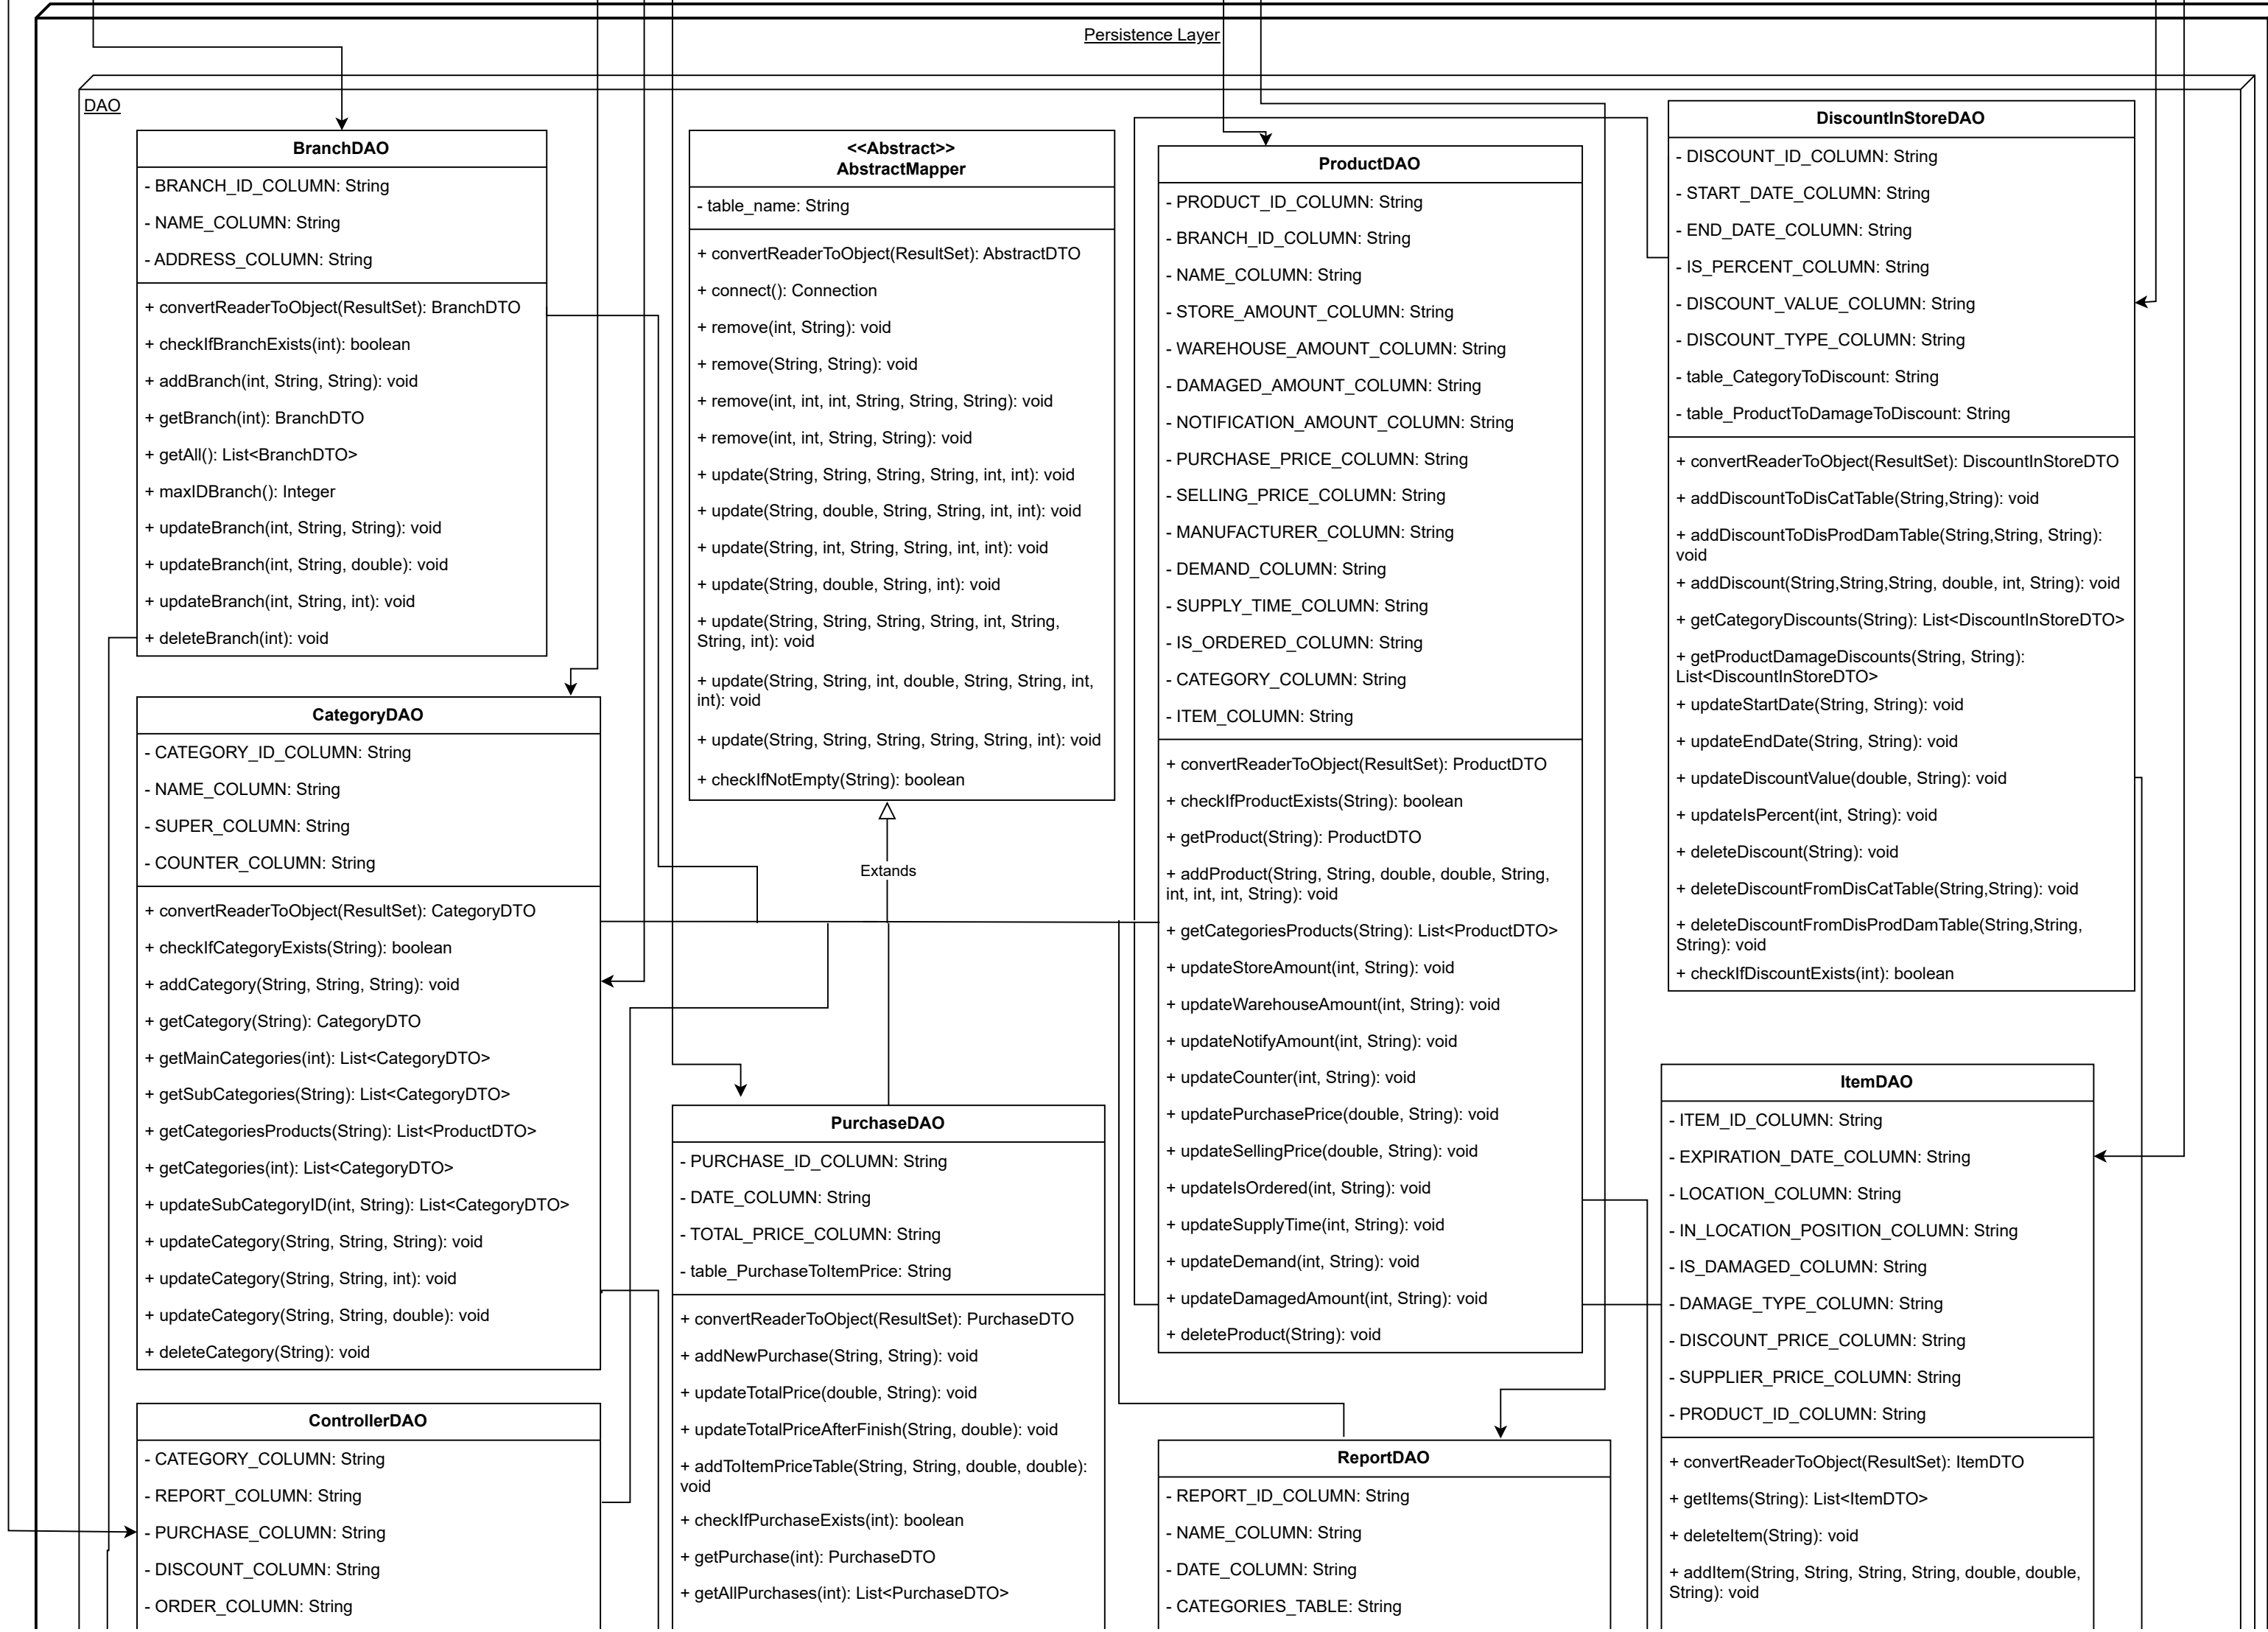 Persistence Layer
DAO
BranchDAO
- BRANCH_ID_COLUMN: String
- NAME_COLUMN: String
- ADDRESS_COLUMN: String
+ convertReaderToObject(ResultSet): BranchDTO
+ checkIfBranchExists(int): boolean
+ addBranch(int, String, String): void
+ getBranch(int): BranchDTO
+ getAll(): List<BranchDTO>
+ maxIDBranch(): Integer
+ updateBranch(int, String, String): void
+ updateBranch(int, String, double): void
+ updateBranch(int, String, int): void
+ deleteBranch(int): void
CategoryDAO
- CATEGORY_ID_COLUMN: String
- NAME_COLUMN: String
- SUPER_COLUMN: String
- COUNTER_COLUMN: String
+ convertReaderToObject(ResultSet): CategoryDTO
+ checkIfCategoryExists(String): boolean
+ addCategory(String, String, String): void
+ getCategory(String): CategoryDTO
+ getMainCategories(int): List<CategoryDTO>
+ getSubCategories(String): List<CategoryDTO>
+ getCategoriesProducts(String): List<ProductDTO>
+ getCategories(int): List<CategoryDTO>
+ updateSubCategoryID(int, String): List<CategoryDTO>
+ updateCategory(String, String, String): void
+ updateCategory(String, String, int): void
+ updateCategory(String, String, double): void
+ deleteCategory(String): void
ControllerDAO
- CATEGORY_COLUMN: String
- REPORT_COLUMN: String
- PURCHASE_COLUMN: String
- DISCOUNT_COLUMN: String
- ORDER_COLUMN: String
<<Abstract>>
AbstractMapper
- table_name: String
+ convertReaderToObject(ResultSet): AbstractDTO
+ connect(): Connection
+ remove(int, String): void
+ remove(String, String): void
+ remove(int, int, int, String, String, String): void
+ remove(int, int, String, String): void
+ update(String, String, String, String, int, int): void
+ update(String, double, String, String, int, int): void
+ update(String, int, String, String, int, int): void
+ update(String, double, String, int): void
+ update(String, String, String, String, int, String,
String, int): void
+ update(String, String, int, double, String, String, int,
int): void
+ update(String, String, String, String, String, int): void
+ checkIfNotEmpty(String): boolean
Extands
PurchaseDAO
- PURCHASE_ID_COLUMN: String
- DATE_COLUMN: String
- TOTAL_PRICE_COLUMN: String
- table_PurchaseToItemPrice: String
+ convertReaderToObject(ResultSet): PurchaseDTO
+ addNewPurchase(String, String): void
+ updateTotalPrice(double, String): void
+ updateTotalPriceAfterFinish(String, double): void
+ addToItemPriceTable(String, String, double, double):
void
+ checkIfPurchaseExists(int): boolean
+ getPurchase(int): PurchaseDTO
+ getAllPurchases(int): List<PurchaseDTO>
ProductDAO
- PRODUCT_ID_COLUMN: String
- BRANCH_ID_COLUMN: String
- NAME_COLUMN: String
- STORE_AMOUNT_COLUMN: String
- WAREHOUSE_AMOUNT_COLUMN: String
- DAMAGED_AMOUNT_COLUMN: String
- NOTIFICATION_AMOUNT_COLUMN: String
- PURCHASE_PRICE_COLUMN: String
- SELLING_PRICE_COLUMN: String
- MANUFACTURER_COLUMN: String
- DEMAND_COLUMN: String
- SUPPLY_TIME_COLUMN: String
- IS_ORDERED_COLUMN: String
- CATEGORY_COLUMN: String
- ITEM_COLUMN: String
+ convertReaderToObject(ResultSet): ProductDTO
+ checkIfProductExists(String): boolean
+ getProduct(String): ProductDTO
+ addProduct(String, String, double, double, String,
int, int, int, String): void
+ getCategoriesProducts(String): List<ProductDTO>
+ updateStoreAmount(int, String): void
+ updateWarehouseAmount(int, String): void
+ updateNotifyAmount(int, String): void
+ updateCounter(int, String): void
+ updatePurchasePrice(double, String): void
+ updateSellingPrice(double, String): void
+ updateIsOrdered(int, String): void
+ updateSupplyTime(int, String): void
+ updateDemand(int, String): void
+ updateDamagedAmount(int, String): void
+ deleteProduct(String): void
ReportDAO
- REPORT_ID_COLUMN: String
- NAME_COLUMN: String
- DATE_COLUMN: String
- CATEGORIES_TABLE: String
DiscountInStoreDAO
- DISCOUNT_ID_COLUMN: String
- START_DATE_COLUMN: String
- END_DATE_COLUMN: String
- IS_PERCENT_COLUMN: String
- DISCOUNT_VALUE_COLUMN: String
- DISCOUNT_TYPE_COLUMN: String
- table_CategoryToDiscount: String
- table_ProductToDamageToDiscount: String
+ convertReaderToObject(ResultSet): DiscountInStoreDTO
+ addDiscountToDisCatTable(String,String): void
+ addDiscountToDisProdDamTable(String,String, String):
void
+ addDiscount(String,String,String, double, int, String): void
+ getCategoryDiscounts(String): List<DiscountInStoreDTO>
+ getProductDamageDiscounts(String, String):
List<DiscountInStoreDTO>
+ updateStartDate(String, String): void
+ updateEndDate(String, String): void
+ updateDiscountValue(double, String): void
+ updateIsPercent(int, String): void
+ deleteDiscount(String): void
+ deleteDiscountFromDisCatTable(String,String): void
+ deleteDiscountFromDisProdDamTable(String,String,
String): void
+ checkIfDiscountExists(int): boolean
ItemDAO
- ITEM_ID_COLUMN: String
- EXPIRATION_DATE_COLUMN: String
- LOCATION_COLUMN: String
- IN_LOCATION_POSITION_COLUMN: String
- IS_DAMAGED_COLUMN: String
- DAMAGE_TYPE_COLUMN: String
- DISCOUNT_PRICE_COLUMN: String
- SUPPLIER_PRICE_COLUMN: String
- PRODUCT_ID_COLUMN: String
+ convertReaderToObject(ResultSet): ItemDTO
+ getItems(String): List<ItemDTO>
+ deleteItem(String): void
+ addItem(String, String, String, String, double, double,
String): void